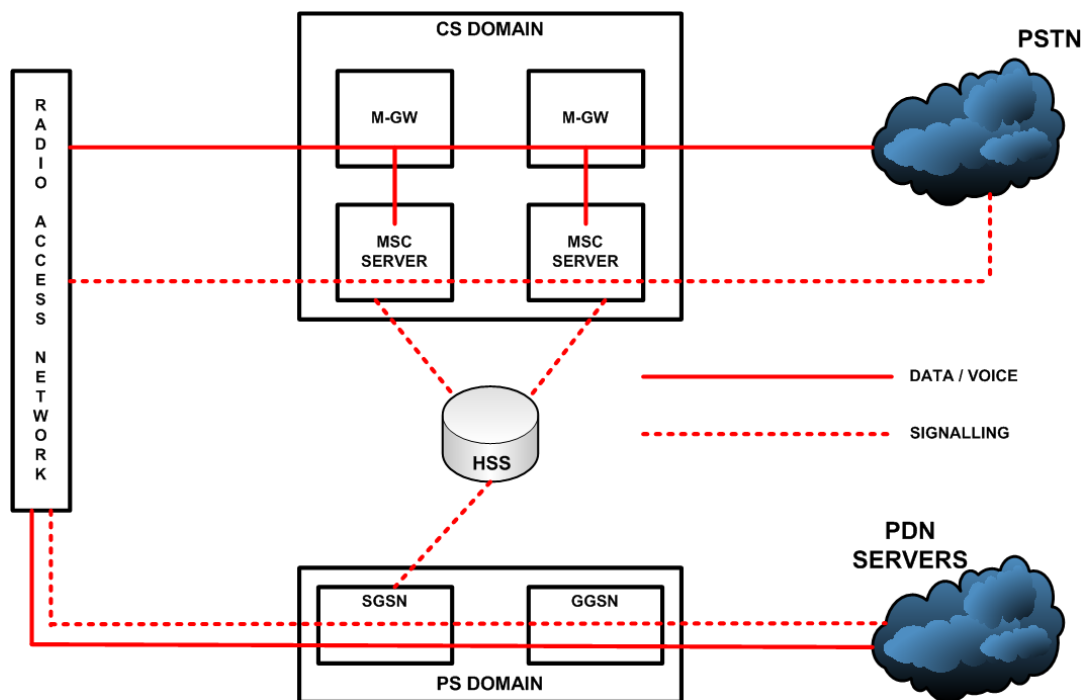 CS DOMAIN
PSTN
RADIO ACCESS NETWORK
M-GW
M-GW
MSC
SERVER
MSC
SERVER
DATA / VOICE
SIGNALLING
HSS
PDN
SERVERS
SGSN
GGSN
PS DOMAIN